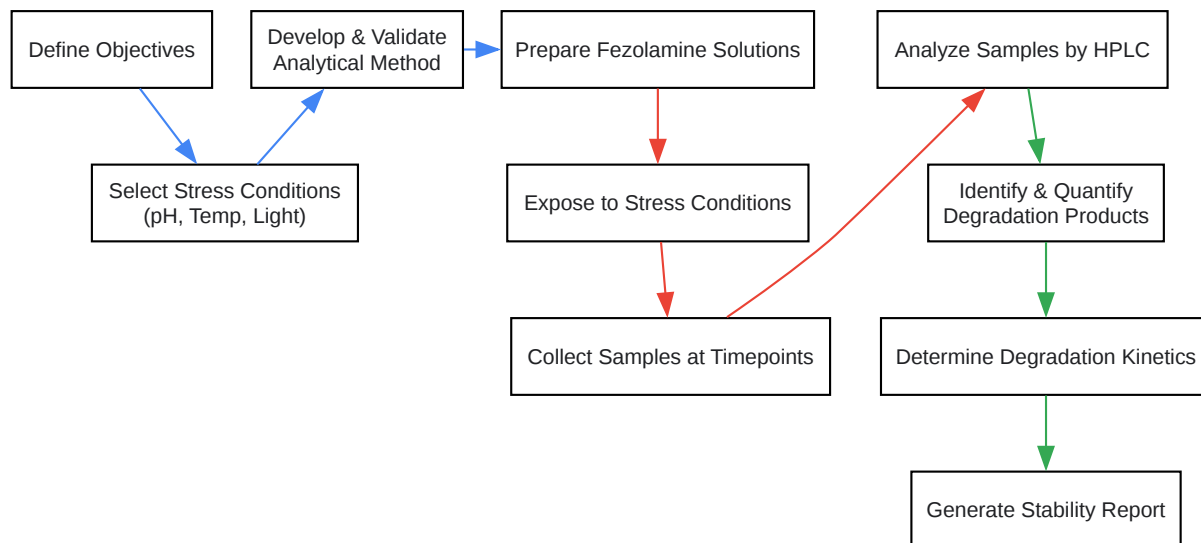 Define Objectives
Select Stress Conditions
(pH, Temp, Light)
Develop & Validate
Analytical Method
Prepare Fezolamine Solutions
Expose to Stress Conditions
Collect Samples at Timepoints
Analyze Samples by HPLC
Identify & Quantify
Degradation Products
Determine Degradation Kinetics
Generate Stability Report